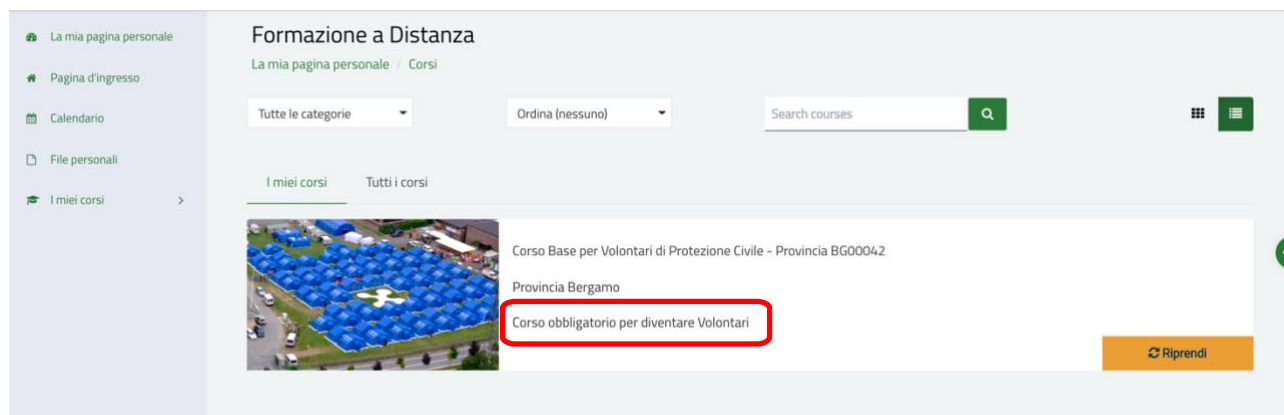 La mia pagina personale
Pagina d'ingresso
Calendario
File personali
I miei corsi
Formazione a Distanza
La mia pagina personale / Corsi
Tutte le categorie
Ordina (nessuno)
Search courses
I miei corsi
Tutti i corsi
Corso Base per Volontari di Protezione Civile - Provincia BG00042
Provincia Bergamo
Corso obbligatorio per diventare Volontari
Riprendi